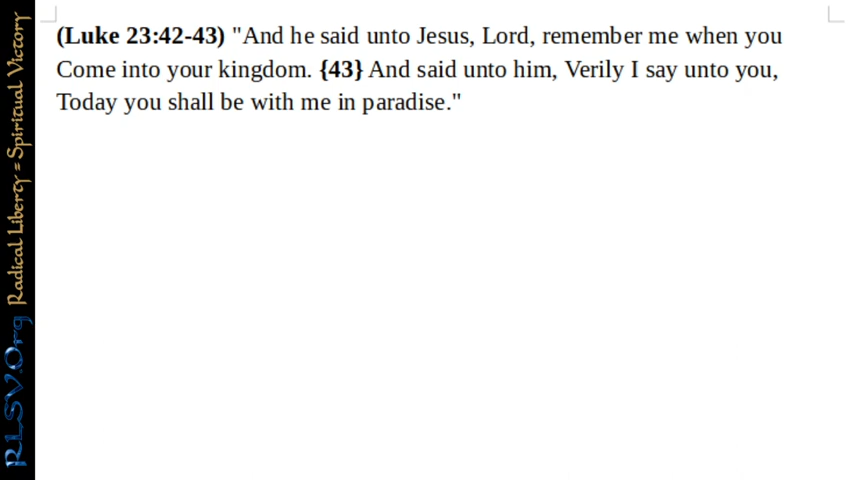 (Luke 23:42-43) "And he said unto Jesus, Lord, remember me when you
Come into your kingdom. {43} And said unto him, Verily I say unto you,
Today you shall be with me in paradise."
RLSV.Org Radical Liberty = Spiritual Victory